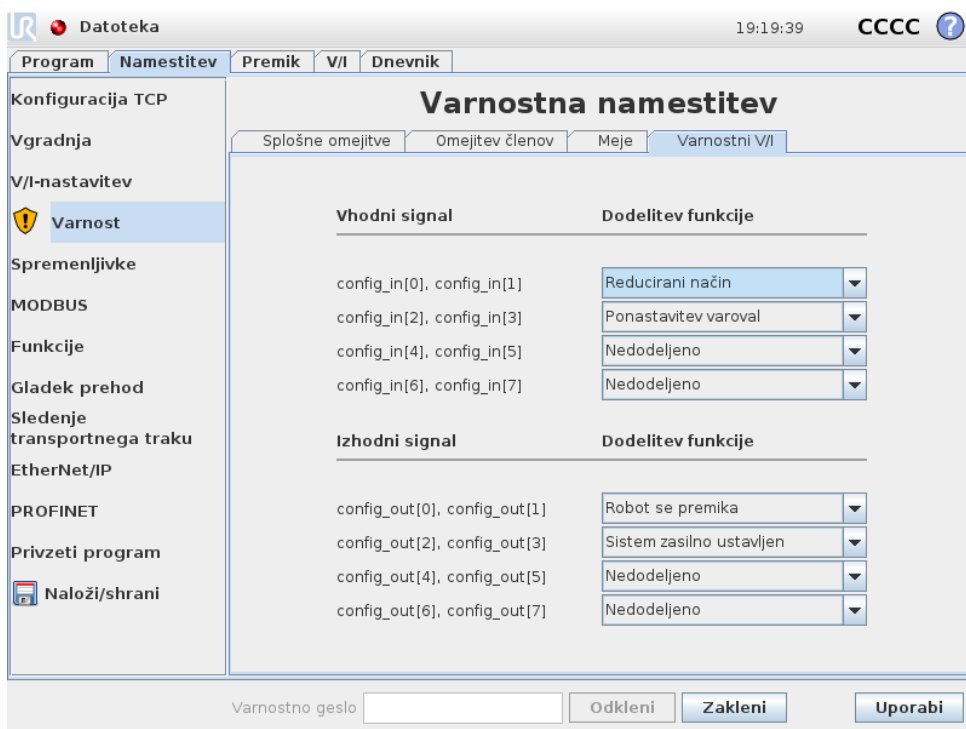 UR Datoteka 19:19:39 CCCC ?
Program Namestitev Premik V/I Dnevnik
Konfiguracija TCP
Vgradnja
V/I-nastavitev
! Varnost
Spremenljivke
MODBUS
Funkcije
Gladek prehod
Sledenje
transportnega traku
EtherNet/IP
PROFINET
Privzeti program
Naloži/shrani
Varnostna namestitev
Splošne omejitve Omejitev členov Meje Varnostni V/I
Vhodni signal Dodelitev funkcije
config_in[0], config_in[1] Reducirani način
config_in[2], config_in[3] Ponastavitev varoval
config_in[4], config_in[5] Nedodeljeno
config_in[6], config_in[7] Nedodeljeno
Izhodni signal Dodelitev funkcije
config_out[0], config_out[1] Robot se premika
config_out[2], config_out[3] Sistem zasilno ustavljen
config_out[4], config_out[5] Nedodeljeno
config_out[6], config_out[7] Nedodeljeno
Varnostno geslo Odkleni Zakleni Uporabi